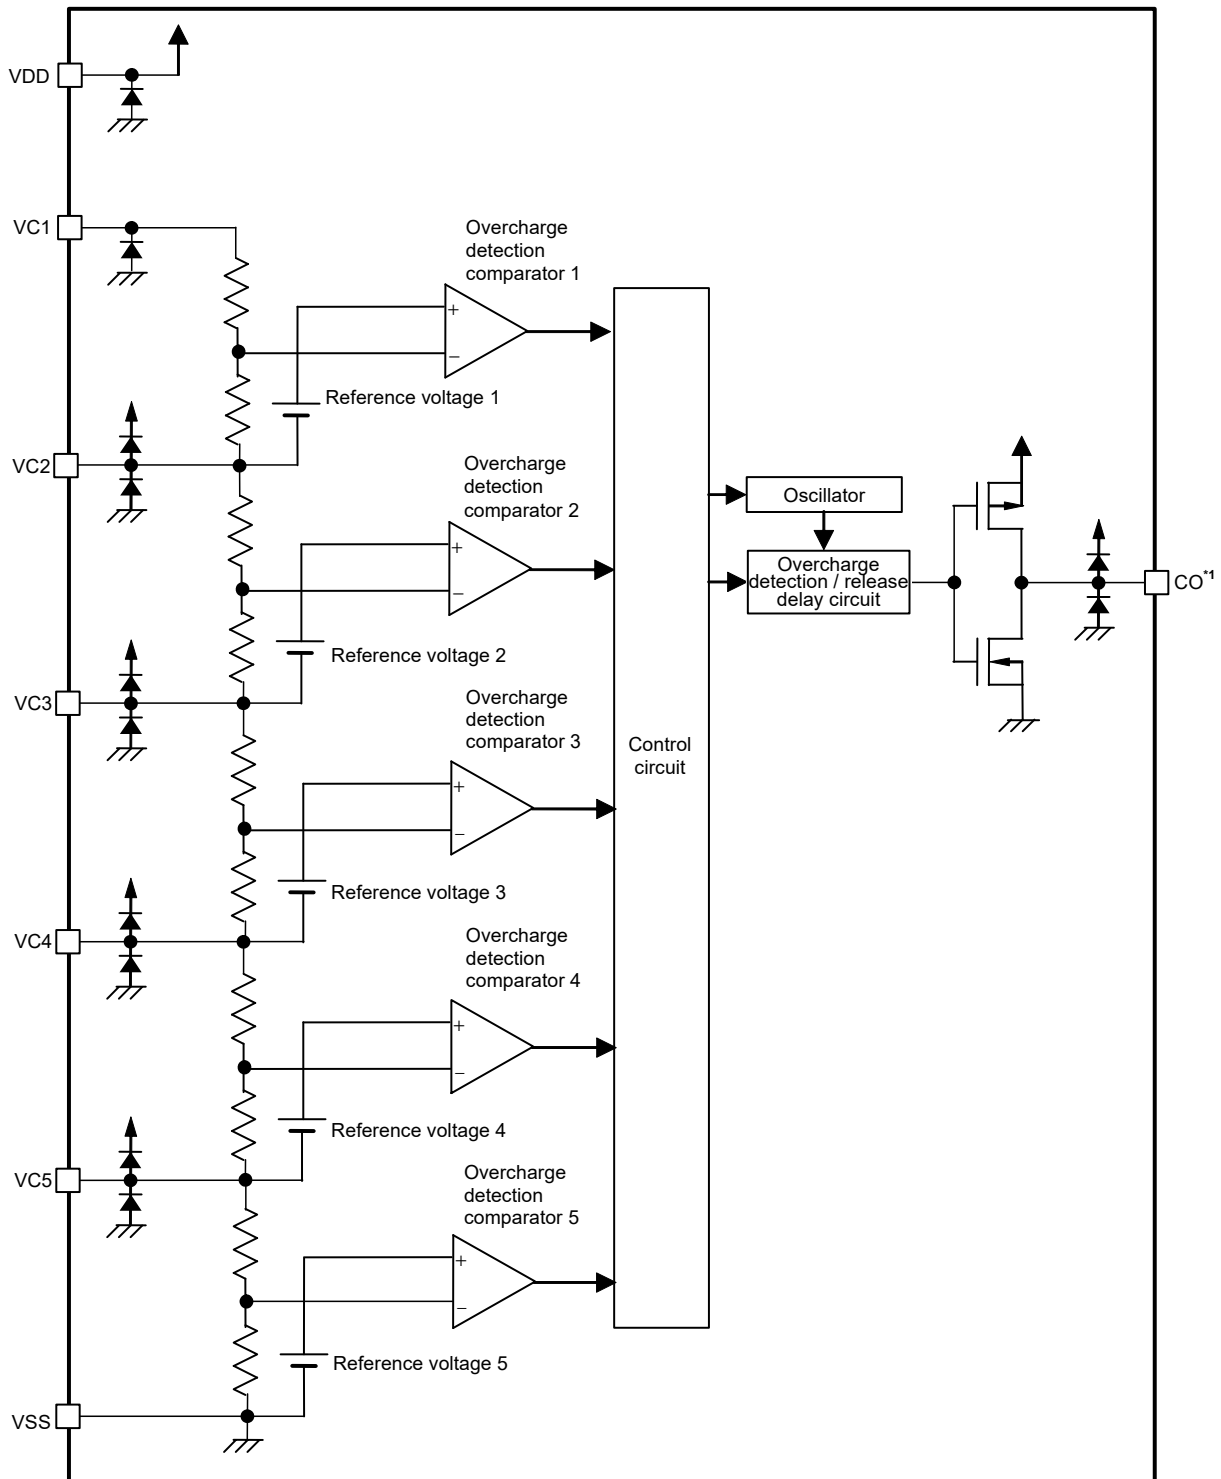 VDD
VC1
Overcharge
detection
comparator 1
+
−
Reference voltage 1
VC2
Overcharge
detection
comparator 2
+
−
Reference voltage 2
Oscillator
Overcharge
detection / release
delay circuit
CO*1
VC3
Overcharge
detection
comparator 3
+
−
Reference voltage 3
Control
circuit
VC4
Overcharge
detection
comparator 4
+
−
Reference voltage 4
VC5
Overcharge
detection
comparator 5
+
−
Reference voltage 5
VSS